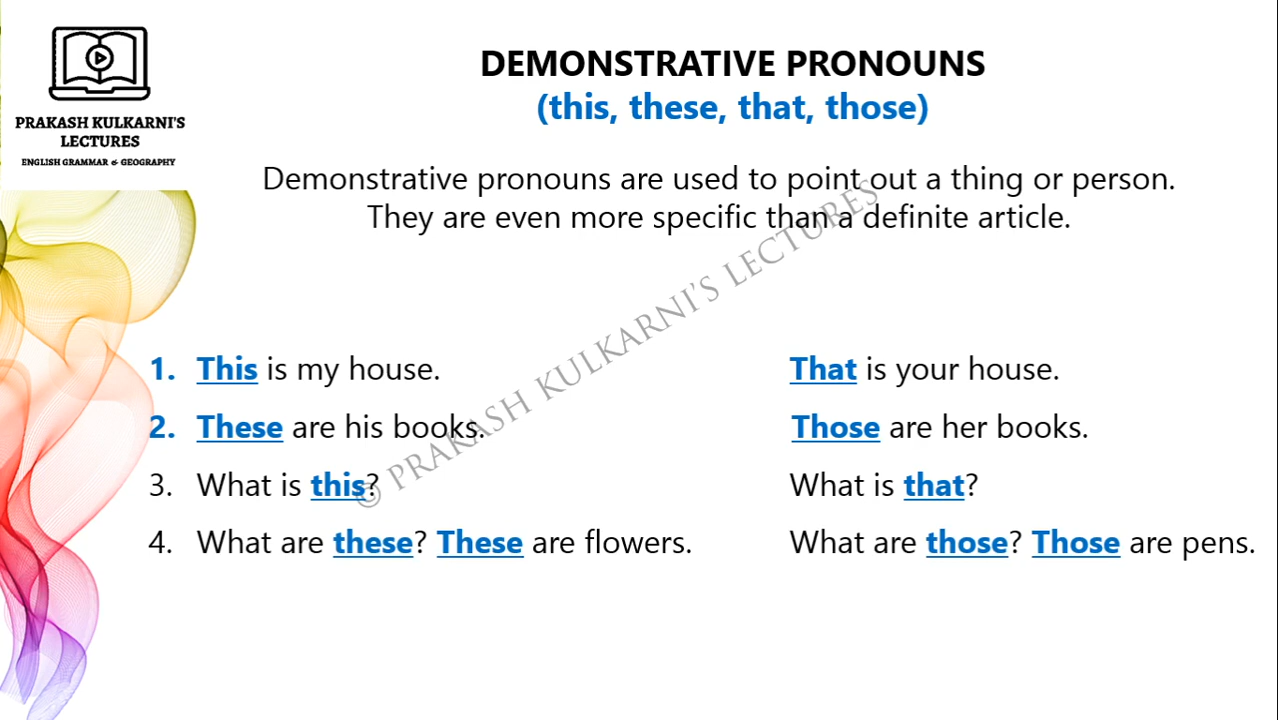 PRAKASH KULKARNI'S
LECTURES
ENGLISH GRAMMAR & GEOGRAPHY
DEMONSTRATIVE PRONOUNS
(this, these, that, those)
Demonstrative pronouns are used to point out a thing or person.
They are even more specific than a definite article.
1. This is my house. That is your house.
2. These are his books. Those are her books.
3. What is this? What is that?
4. What are these? These are flowers. What are those? Those are pens.
© PRAKASH KULKARNI'S LECTURES